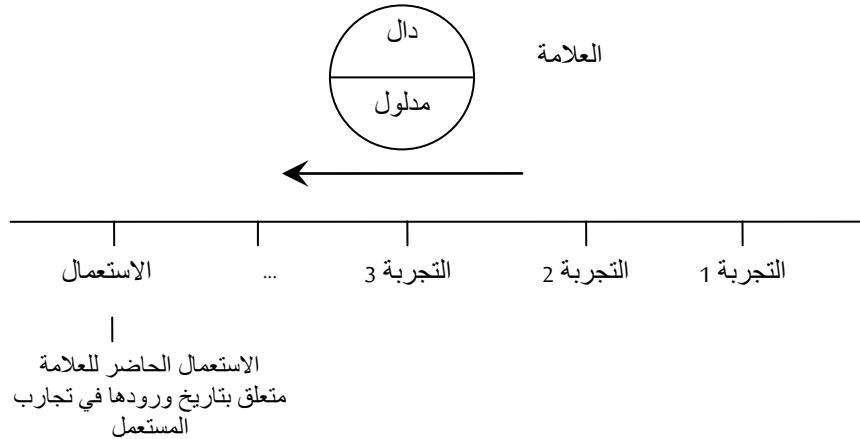 دال
العلامة
مدلول
التجربة 1
التجربة 2
التجربة 3
...
الاستعمال
الاستعمال الحاضر للعلامة
متعلق بتاريخ ورودها في تجارب
المستعمل